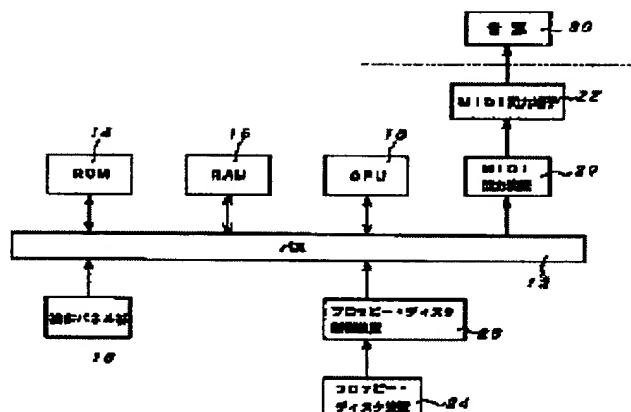 音源
30
MIDI出力端子
22
14
16
10
ROM
RAM
CPU
MIDI
出力装置
20
バス
12
操作パネル部
18
フロッピー・ディスク
制御装置
フロッピー・
ディスク装置
24